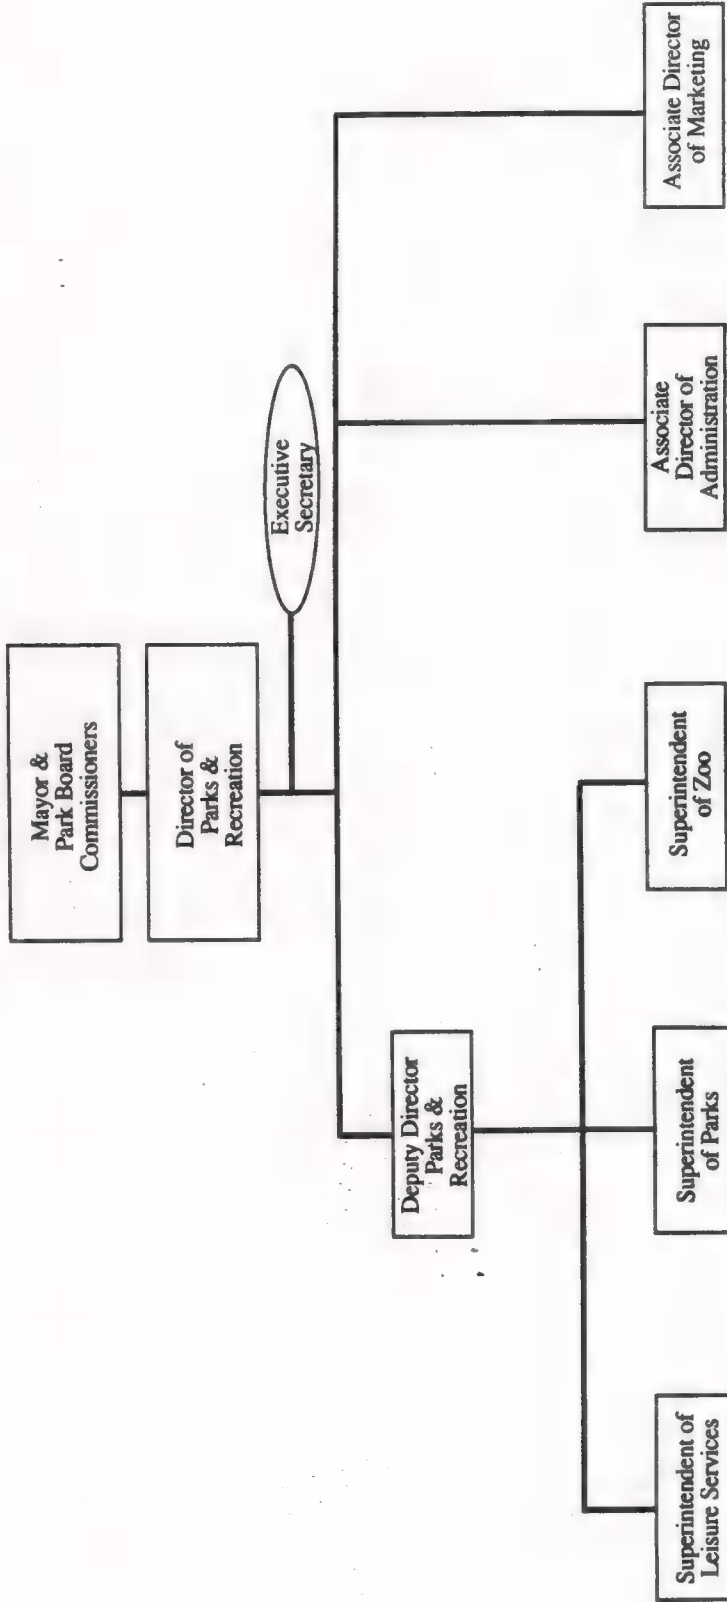 Mayor &
Park Board
Commissioners
Director of
Parks &
Recreation
Executive
Secretary
Deputy Director
Parks &
Recreation
Superintendent of
Leisure Services
Superintendent
of Parks
Superintendent
of Zoo
Associate
Director of
Administration
Associate Director
of Marketing